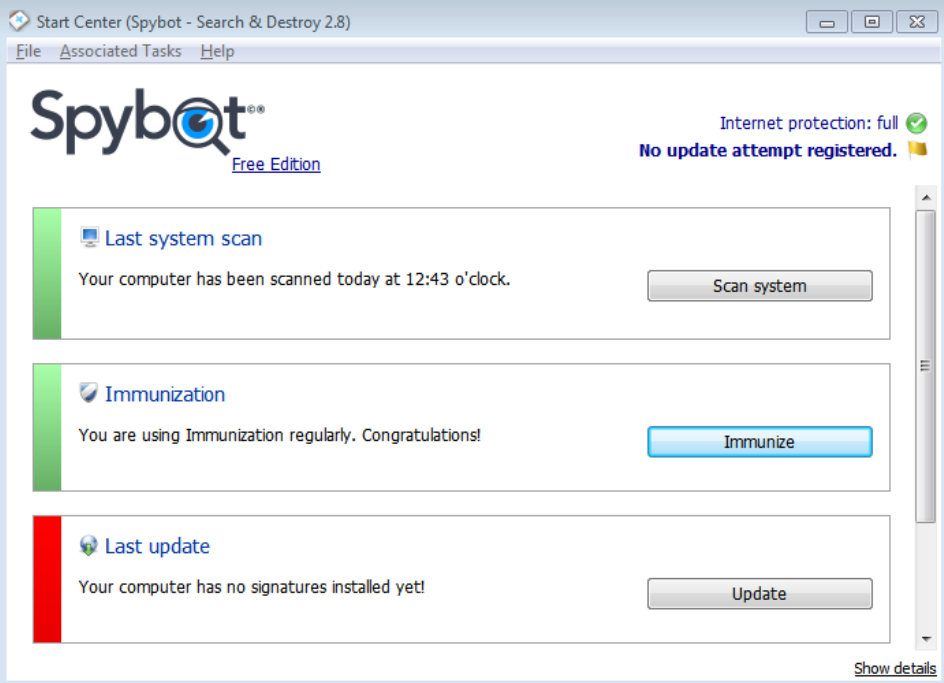 Start Center (Spybot - Search & Destroy 2.8)
File Associated Tasks Help
Spybot©®
Free Edition
Internet protection: full
No update attempt registered.
Last system scan
Your computer has been scanned today at 12:43 o'clock.
Scan system
Immunization
You are using Immunization regularly. Congratulations!
Immunize
Last update
Your computer has no signatures installed yet!
Update
Show details